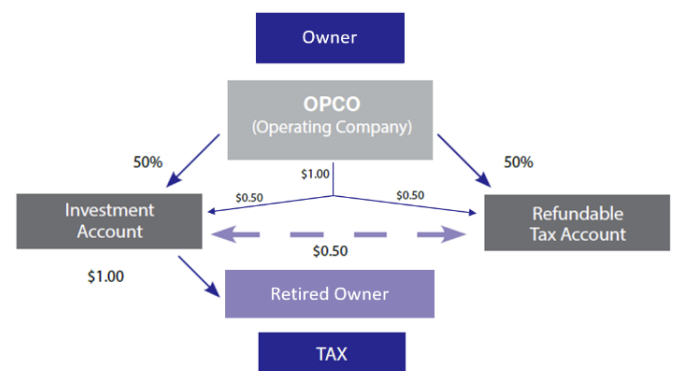 Owner
OPCO
(Operating Company)
50%
50%
$1.00
$0.50
$0.50
Investment
Account
Refundable
Tax Account
$0.50
$1.00
Retired Owner
TAX